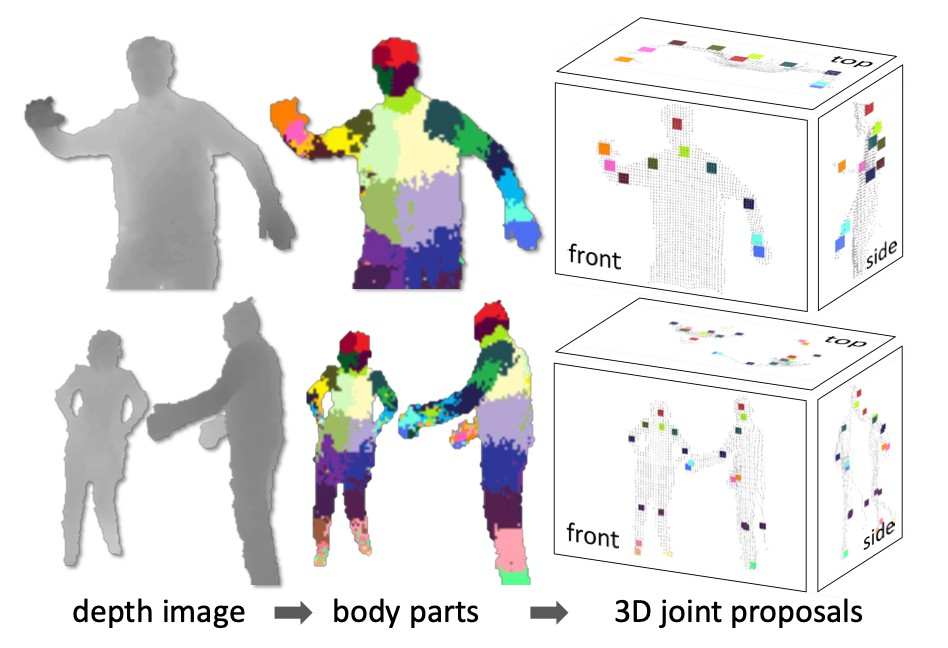 top
front
side
top
front
side
depth image
body parts
3D joint proposals